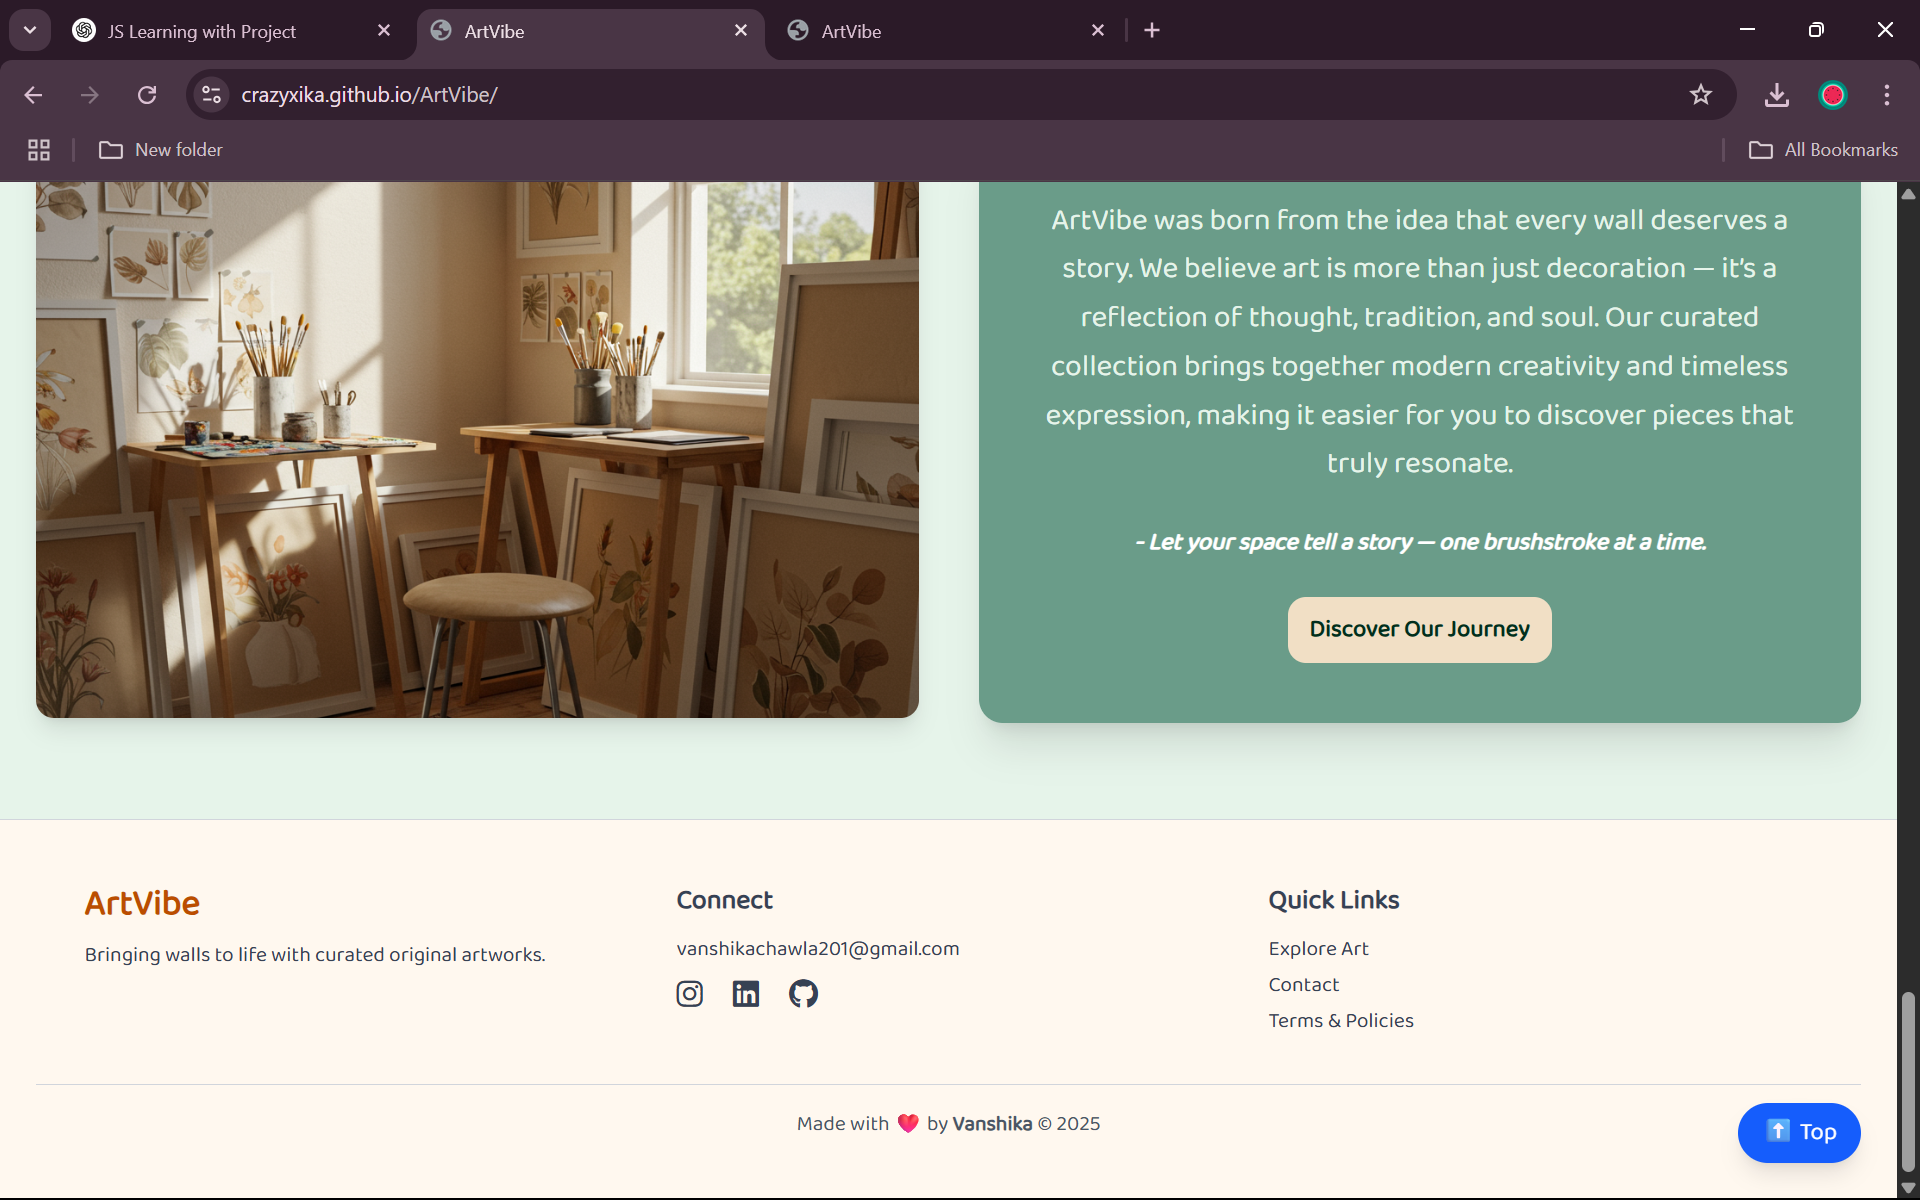 JS Learning with Project
ArtVibe
ArtVibe
crazyxika.github.io/ArtVibe/
New folder
All Bookmarks
ArtVibe was born from the idea that every wall deserves a
story. We believe art is more than just decoration — it's a
reflection of thought, tradition, and soul. Our curated
collection brings together modern creativity and timeless
expression, making it easier for you to discover pieces that
truly resonate.
- Let your space tell a story — one brushstroke at a time.
Discover Our Journey
ArtVibe
Bringing walls to life with curated original artworks.
Connect
vanshikachawla201@gmail.com
Quick Links
Explore Art
Contact
Terms & Policies
Made with ❤️ by Vanshika © 2025
⬆️ Top